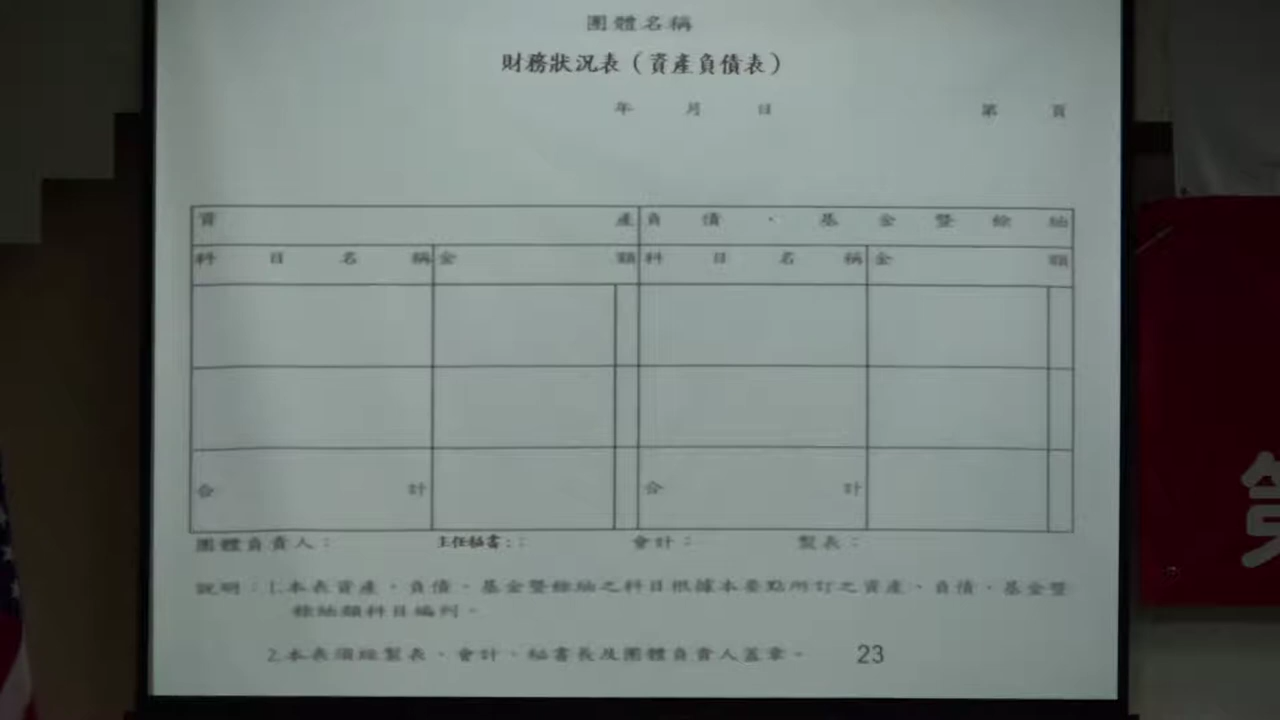 團體名稱
財務狀況表（資產負債表）
年 月 日 第 頁
資 產 負 債 、 基 金 暨 餘 絀
科 目 名 稱 金 額 科 目 名 稱 金 額
合 計 合 計
團體負責人： 主任秘書：： 會計： 製表：
說明：1.本表資產、負債、基金暨餘絀之科目根據本要點所訂之資產、負債、基金暨
餘絀類科目編列。
2.本表須經製表、會計、秘書長及團體負責人蓋章。 23
第